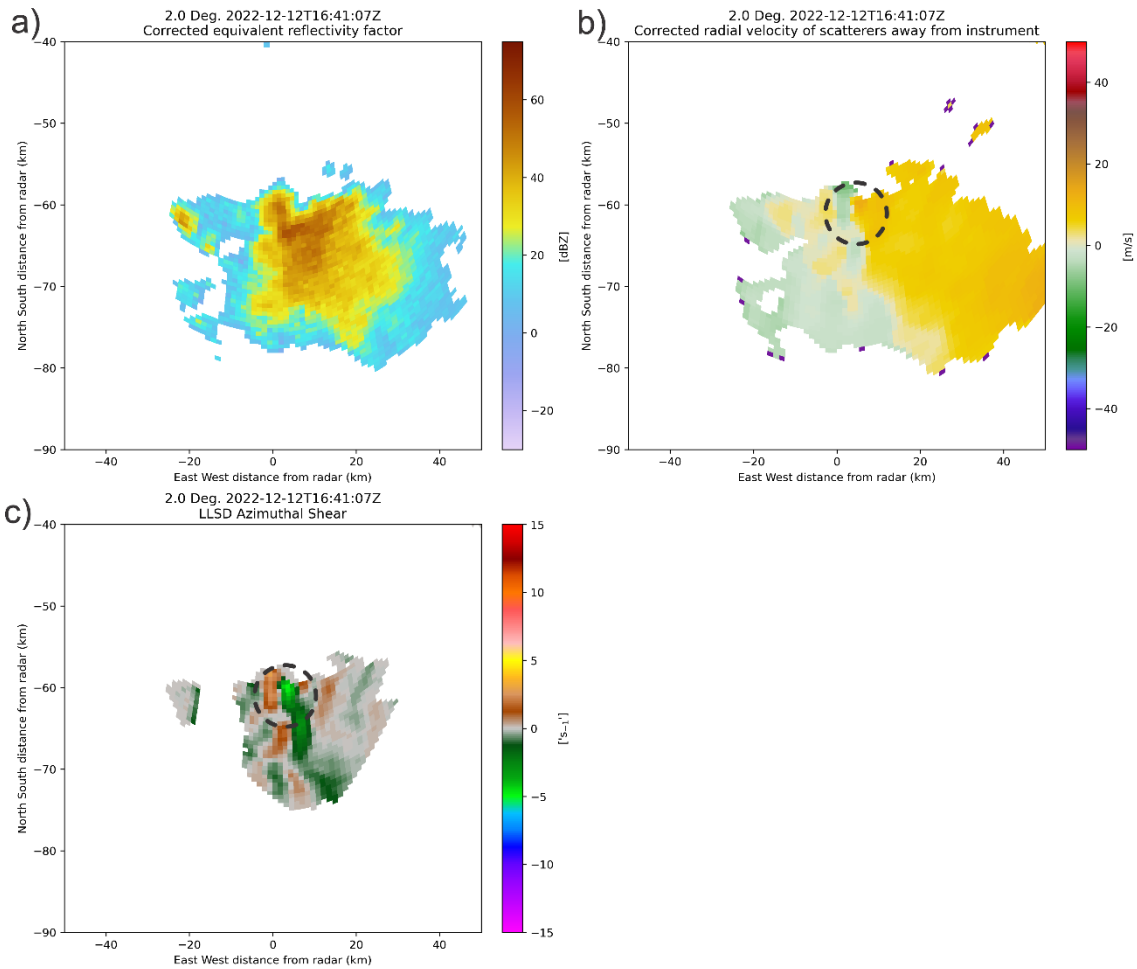 a)
2.0 Deg. 2022-12-12T16:41:07Z
Corrected equivalent reflectivity factor
−40
−50
−60
−70
−80
−90
North South distance from radar (km)
−40
−20
0
20
40
East West distance from radar (km)
60
40
20
0
−20
[dBZ]
b)
2.0 Deg. 2022-12-12T16:41:07Z
Corrected radial velocity of scatterers away from instrument
−40
−50
−60
−70
−80
−90
North South distance from radar (km)
−40
−20
0
20
40
East West distance from radar (km)
40
20
0
−20
−40
[m/s]
c)
2.0 Deg. 2022-12-12T16:41:07Z
LLSD Azimuthal Shear
−40
−50
−60
−70
−80
−90
North South distance from radar (km)
−40
−20
0
20
40
East West distance from radar (km)
15
10
5
0
−5
−10
−15
['s₋₁']